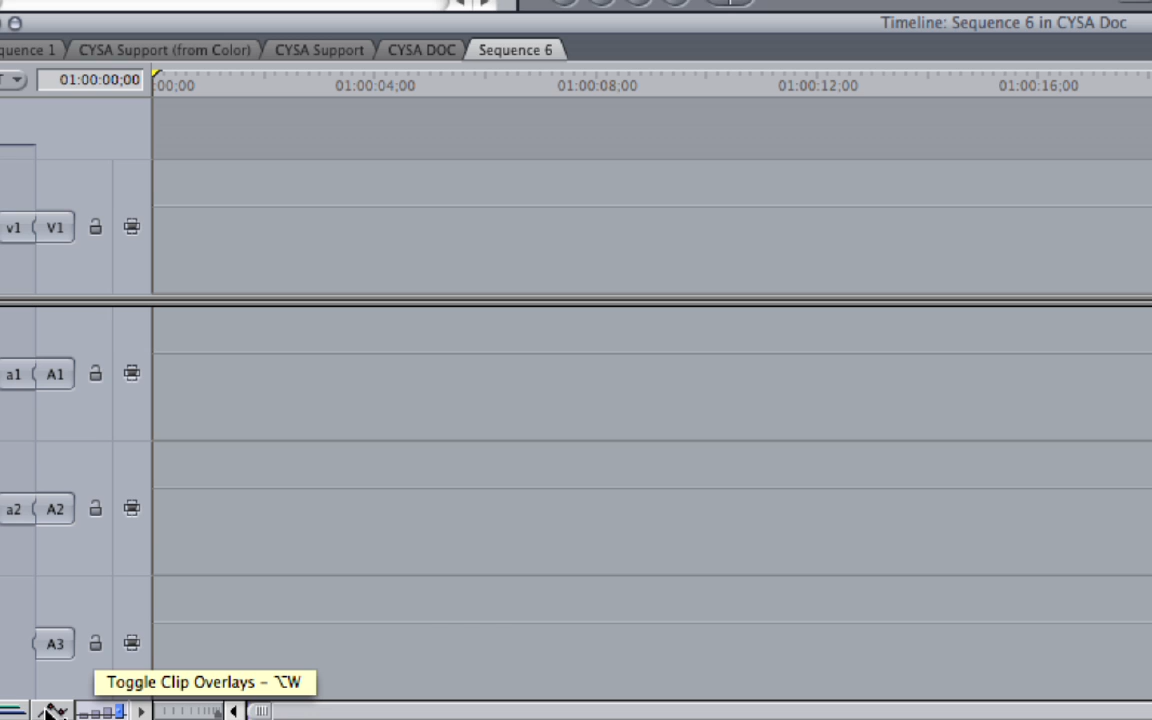 Timeline: Sequence 6 in CYSA Doc
quence 1 CYSA Support (from Color) CYSA Support CYSA DOC Sequence 6
T 01:00:00;00 :00;00 01:00:04;00 01:00:08;00 01:00:12;00 01:00:16;00
v1 V1
a1 A1
a2 A2
A3
Toggle Clip Overlays – ⌥W